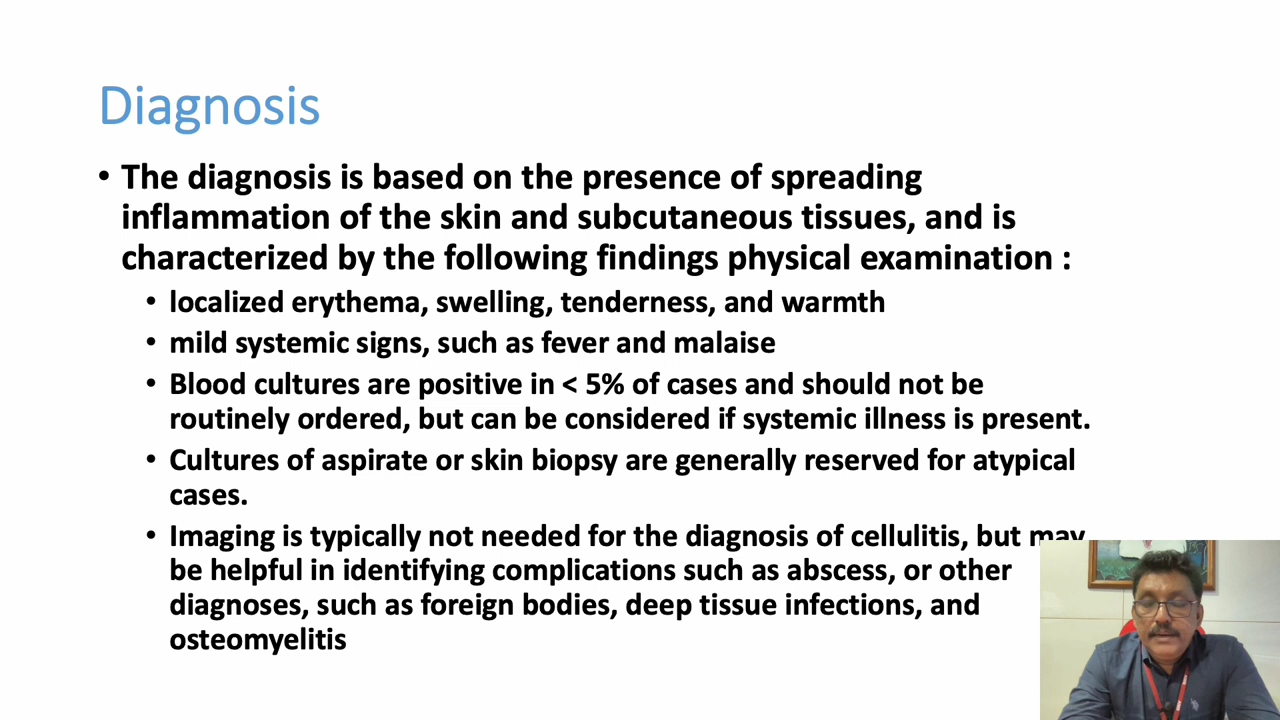 Diagnosis
• The diagnosis is based on the presence of spreading
inflammation of the skin and subcutaneous tissues, and is
characterized by the following findings physical examination :
• localized erythema, swelling, tenderness, and warmth
• mild systemic signs, such as fever and malaise
• Blood cultures are positive in < 5% of cases and should not be
routinely ordered, but can be considered if systemic illness is present.
• Cultures of aspirate or skin biopsy are generally reserved for atypical
cases.
• Imaging is typically not needed for the diagnosis of cellulitis, but may
be helpful in identifying complications such as abscess, or other
diagnoses, such as foreign bodies, deep tissue infections, and
osteomyelitis